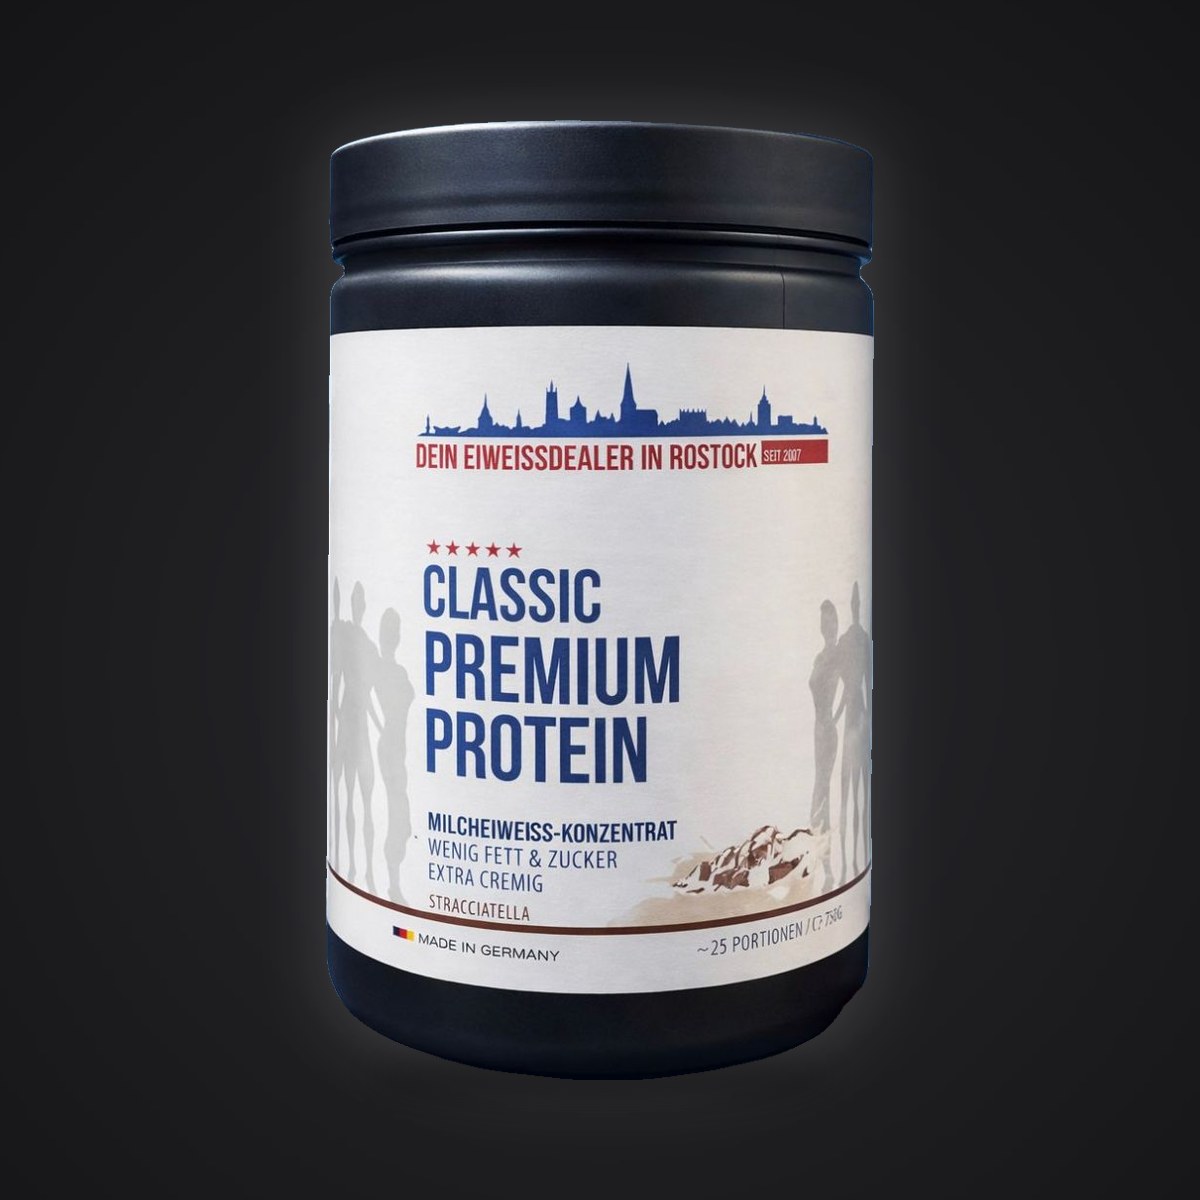 DEIN EIWEISSDEALER IN ROSTOCK SEIT 2007
CLASSIC
PREMIUM
PROTEIN
MILCHEIWEISS-KONZENTRAT
WENIG FETT & ZUCKER
EXTRA CREMIG
STRACCIATELLA
MADE IN GERMANY
~25 PORTIONEN / 750G